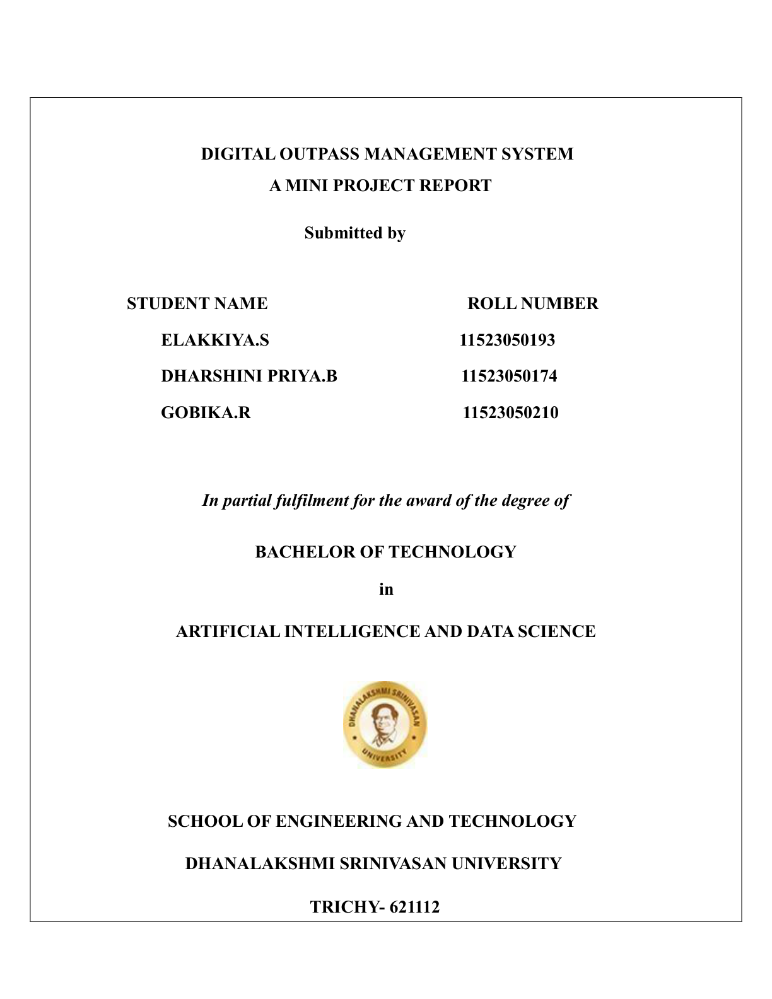 DIGITAL OUTPASS MANAGEMENT SYSTEM
A MINI PROJECT REPORT
Submitted by
STUDENT NAME ROLL NUMBER
ELAKKIYA.S 11523050193
DHARSHINI PRIYA.B 11523050174
GOBIKA.R 11523050210
In partial fulfilment for the award of the degree of
BACHELOR OF TECHNOLOGY
in
ARTIFICIAL INTELLIGENCE AND DATA SCIENCE
DHANALAKSHMI SRINIVASAN
UNIVERSITY
SCHOOL OF ENGINEERING AND TECHNOLOGY
DHANALAKSHMI SRINIVASAN UNIVERSITY
TRICHY- 621112